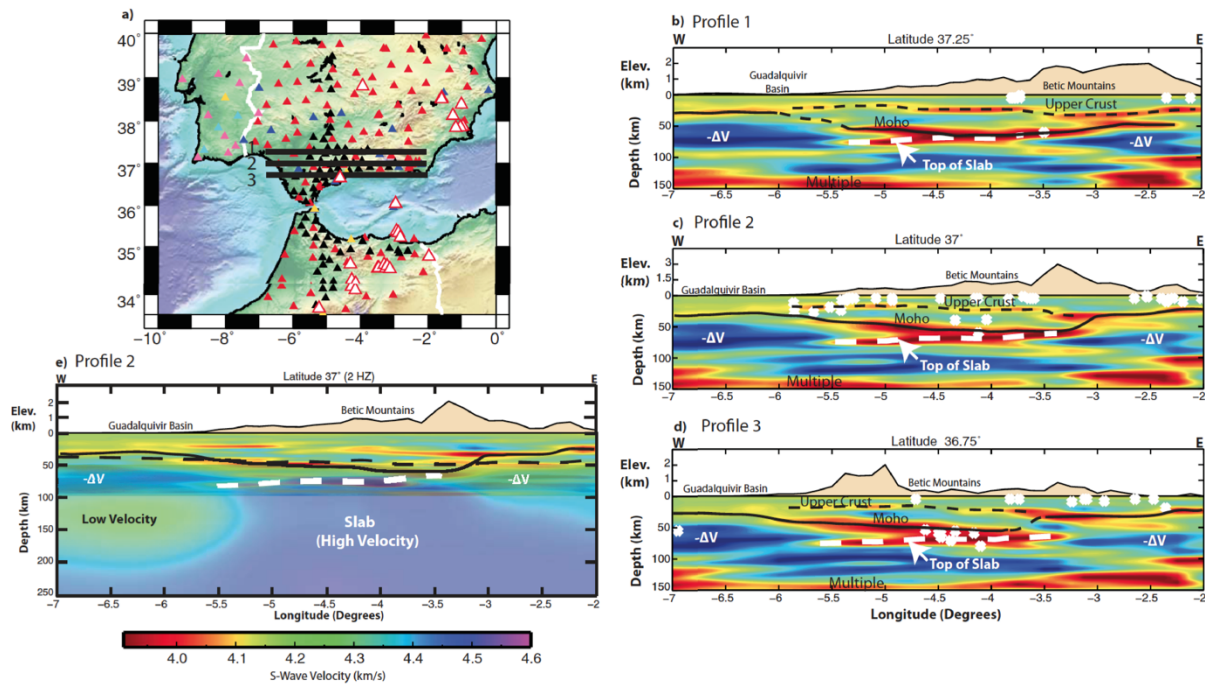 a)
40°
39°
38°
37°
36°
35°
34°
1
2
3
−10°
−8°
−6°
−4°
−2°
0°
b) Profile 1
Latitude 37.25°
W
E
Elev.
(km)
2
1
0
Guadalquivir
Basin
Betic Mountains
Upper Crust
Moho
-ΔV
-ΔV
Top of Slab
Multiple
Depth (km)
50
100
150
−7
−6.5
−6
−5.5
−5
−4.5
−4
−3.5
−3
−2.5
−2
c) Profile 2
Latitude 37°
W
E
Elev.
(km)
3
1.5
0
Guadalquivir Basin
Betic Mountains
Upper Crust
Moho
-ΔV
-ΔV
Top of Slab
Multiple
Depth (km)
50
100
150
−7
−6.5
−6
−5.5
−5
−4.5
−4
−3.5
−3
−2.5
−2
d) Profile 3
Latitude 36.75°
W
E
Elev.
(km)
2
1
0
Guadalquivir Basin
Betic Mountains
Upper Crust
Moho
-ΔV
-ΔV
Top of Slab
Multiple
Depth (km)
50
100
150
−7
−6.5
−6
−5.5
−5
−4.5
−4
−3.5
−3
−2.5
−2
Longitude (Degrees)
e) Profile 2
Latitude 37° (2 HZ)
W
E
Elev.
(km)
2
1
0
Guadalquivir Basin
Betic Mountains
-ΔV
-ΔV
Low Velocity
Slab
(High Velocity)
Depth (km)
50
100
150
200
250
−7
−6.5
−6
−5.5
−5
−4.5
−4
−3.5
−3
−2.5
−2
Longitude (Degrees)
4.0
4.1
4.2
4.3
4.4
4.5
4.6
S-Wave Velocity (km/s)